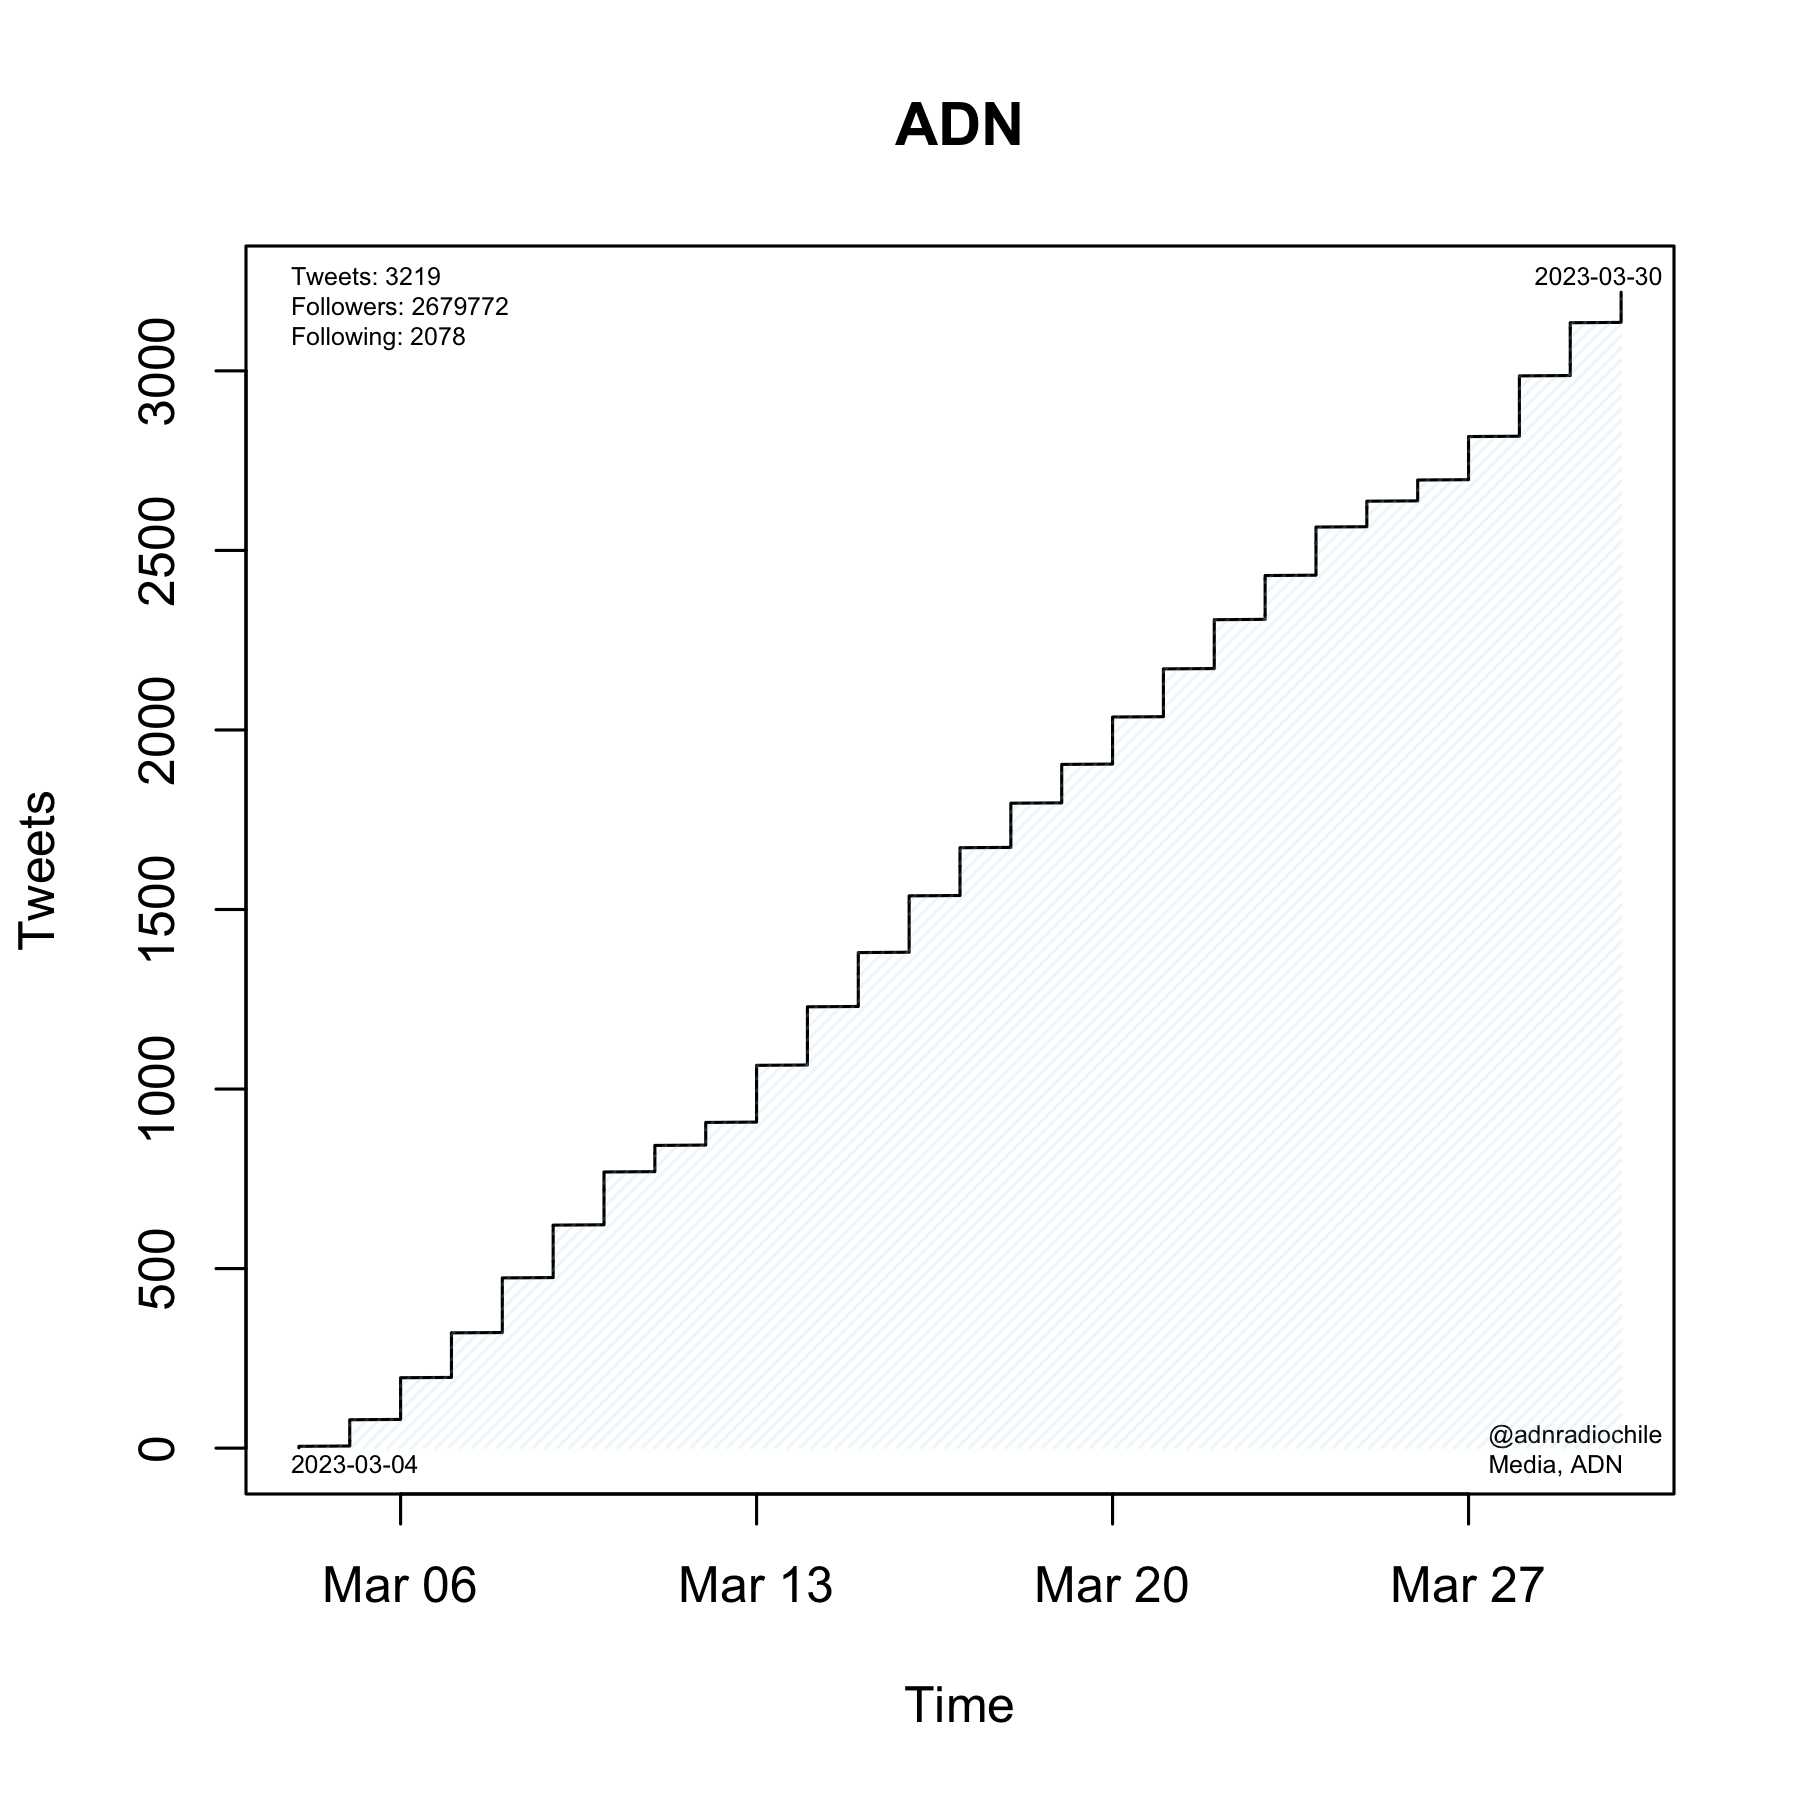 ADN
Tweets: 3219
Followers: 2679772
Following: 2078
2023-03-30
3000
2500
2000
1500
1000
500
0
Tweets
2023-03-04
@adnradiochile
Media, ADN
Mar 06
Mar 13
Mar 20
Mar 27
Time